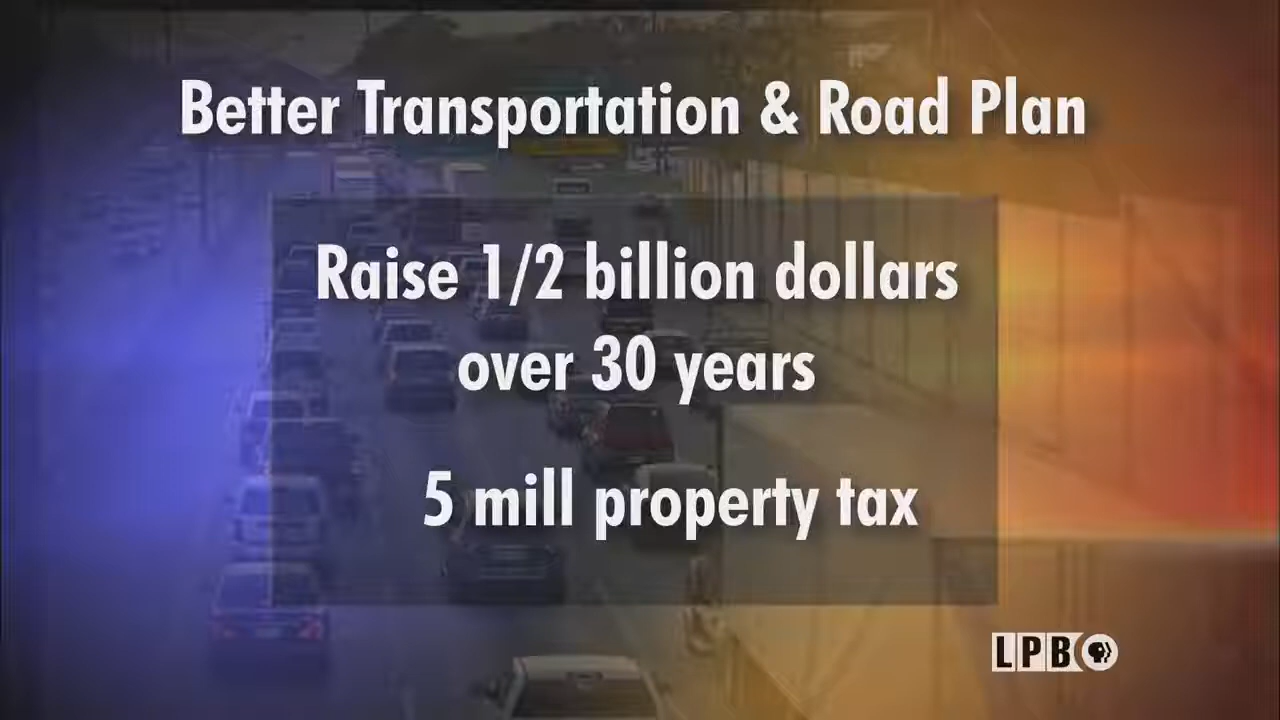 Better Transportation & Road Plan
Raise 1/2 billion dollars
over 30 years
5 mill property tax
LPB